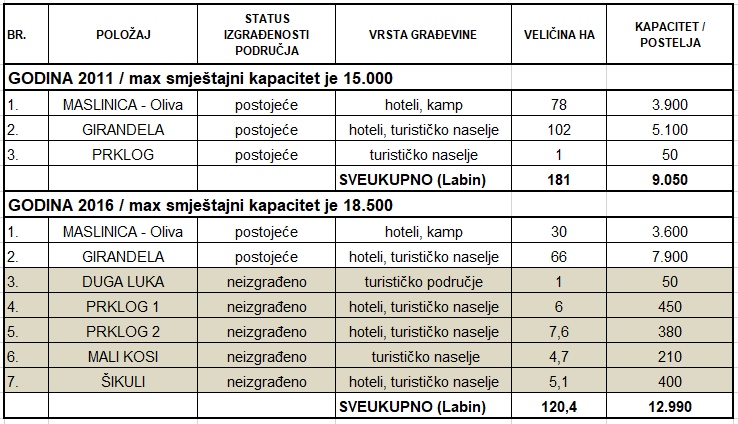 BR. POLOŽAJ STATUS IZGRAĐENOSTI PODRUČJA VRSTA GRAĐEVINE VELIČINA HA KAPACITET / POSTELJA
GODINA 2011 / max smještajni kapacitet je 15.000
1. MASLINICA - Oliva postojeće hoteli, kamp 78 3.900
2. GIRANDELA postojeće hoteli, turističko naselje 102 5.100
3. PRKLOG postojeće turističko naselje 1 50
SVEUKUPNO (Labin) 181 9.050
GODINA 2016 / max smještajni kapacitet je 18.500
1. MASLINICA - Oliva postojeće hoteli, kamp 30 3.600
2. GIRANDELA postojeće hoteli, turističko naselje 66 7.900
3. DUGA LUKA neizgrađeno turističko područje 1 50
4. PRKLOG 1 neizgrađeno hoteli, turističko naselje 6 450
5. PRKLOG 2 neizgrađeno hoteli, turističko naselje 7,6 380
6. MALI KOSI neizgrađeno turističko naselje 4,7 210
7. ŠIKULI neizgrađeno hoteli, turističko naselje 5,1 400
SVEUKUPNO (Labin) 120,4 12.990